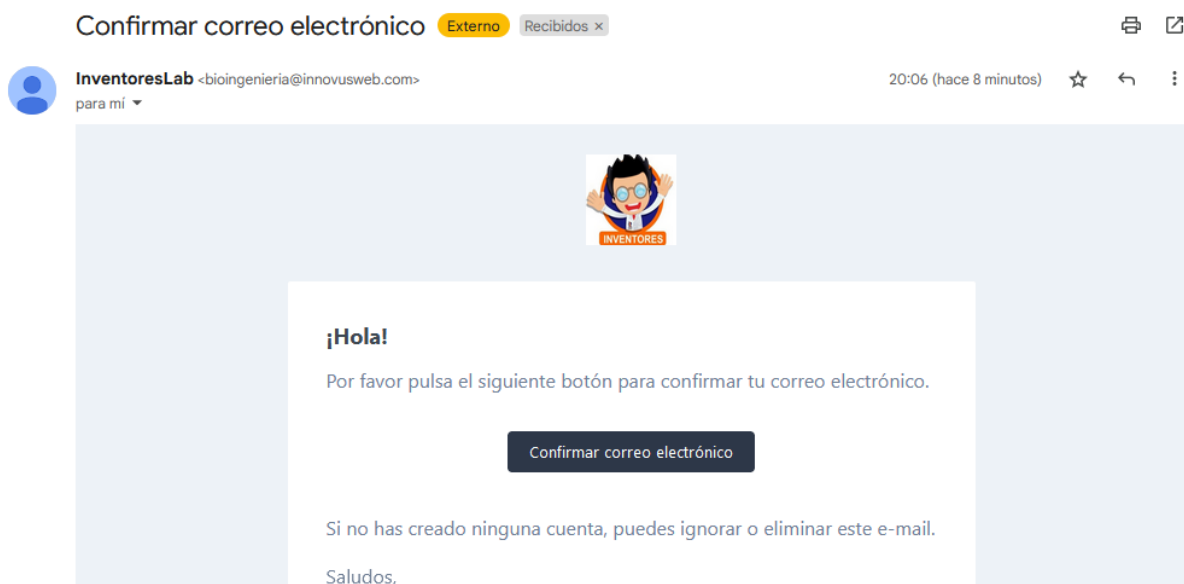 Confirmar correo electrónico Externo Recibidos ×
InventoresLab <bioingenieria@innovusweb.com> 20:06 (hace 8 minutos)
para mí
INVENTORES
¡Hola!
Por favor pulsa el siguiente botón para confirmar tu correo electrónico.
Confirmar correo electrónico
Si no has creado ninguna cuenta, puedes ignorar o eliminar este e-mail.
Saludos,